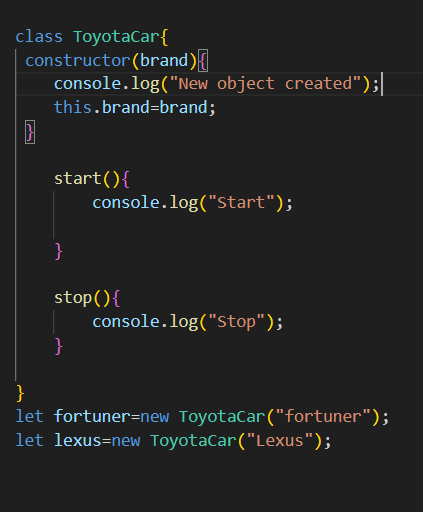 class ToyotaCar{
constructor(brand){
console.log("New object created");
this.brand=brand;
}
start(){
console.log("Start");
}
stop(){
console.log("Stop");
}
}
let fortuner=new ToyotaCar("fortuner");
let lexus=new ToyotaCar("Lexus");